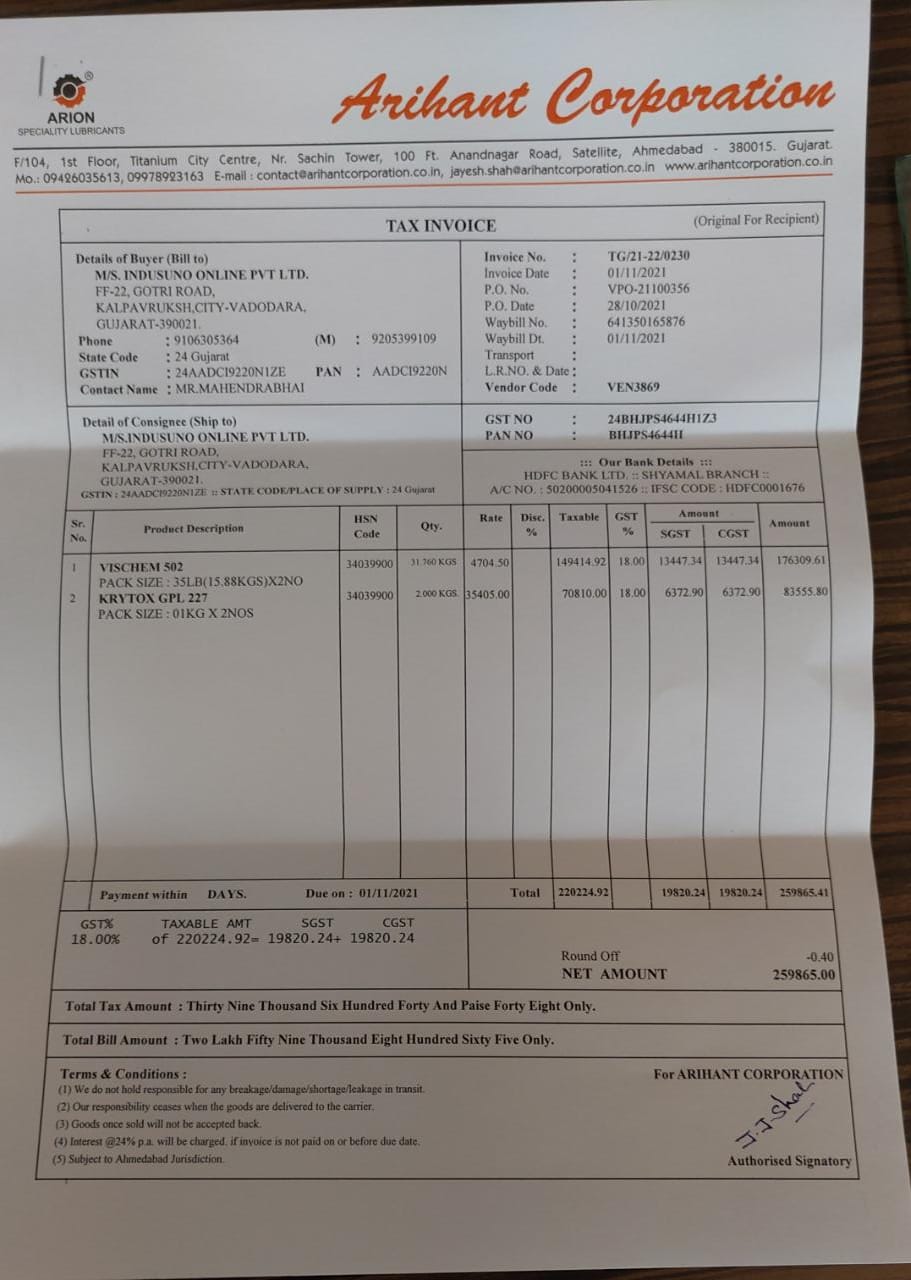 ARION
SPECIALITY LUBRICANTS
®
Arihant Corporation
F/104, 1st Floor, Titanium City Centre, Nr. Sachin Tower, 100 Ft. Anandnagar Road, Satellite, Ahmedabad - 380015. Gujarat.
Mo.: 09426035613, 09978923163 E-mail : contact@arihantcorporation.co.in, jayesh.shah@arihantcorporation.co.in www.arihantcorporation.co.in
TAX INVOICE (Original For Recipient)
Details of Buyer (Bill to)
M/S. INDUSUNO ONLINE PVT LTD.
FF-22, GOTRI ROAD,
KALPAVRUKSH,CITY-VADODARA,
GUJARAT-390021.
Phone : 9106305364 (M) : 9205399109
State Code : 24 Gujarat
GSTIN : 24AADCI9220N1ZE PAN : AADCI9220N
Contact Name : MR.MAHENDRABHAI
Invoice No. : TG/21-22/0230
Invoice Date : 01/11/2021
P.O. No. : VPO-21100356
P.O. Date : 28/10/2021
Waybill No. : 641350165876
Waybill Dt. : 01/11/2021
Transport :
L.R.NO. & Date :
Vendor Code : VEN3869
Detail of Consignee (Ship to)
M/S.INDUSUNO ONLINE PVT LTD.
FF-22, GOTRI ROAD,
KALPAVRUKSH,CITY-VADODARA,
GUJARAT-390021.
GSTIN : 24AADCI9220N1ZE :: STATE CODE/PLACE OF SUPPLY : 24 Gujarat
GST NO : 24BHJPS4644H1Z3
PAN NO : BHJPS4644H
::: Our Bank Details :::
HDFC BANK LTD. :: SHYAMAL BRANCH ::
A/C NO. : 50200005041526 :: IFSC CODE : HDFC0001676
Sr. No. Product Description HSN Code Qty. Rate Disc. % Taxable GST % Amount SGST CGST Amount
1 VISCHEM 502 34039900 31.760 KGS 4704.50 149414.92 18.00 13447.34 13447.34 176309.61
PACK SIZE : 35LB(15.88KGS)X2NO
2 KRYTOX GPL 227 34039900 2.000 KGS. 35405.00 70810.00 18.00 6372.90 6372.90 83555.80
PACK SIZE : 01KG X 2NOS
Payment within DAYS. Due on : 01/11/2021 Total 220224.92 19820.24 19820.24 259865.41
GST% TAXABLE AMT SGST CGST
18.00% of 220224.92= 19820.24+ 19820.24
Round Off -0.40
NET AMOUNT 259865.00
Total Tax Amount : Thirty Nine Thousand Six Hundred Forty And Paise Forty Eight Only.
Total Bill Amount : Two Lakh Fifty Nine Thousand Eight Hundred Sixty Five Only.
Terms & Conditions :
(1) We do not hold responsible for any breakage/damage/shortage/leakage in transit.
(2) Our responsibility ceases when the goods are delivered to the carrier.
(3) Goods once sold will not be accepted back.
(4) Interest @24% p.a. will be charged. if invoice is not paid on or before due date.
(5) Subject to Ahmedabad Jurisdiction.
For ARIHANT CORPORATION
J.J.Shah
Authorised Signatory